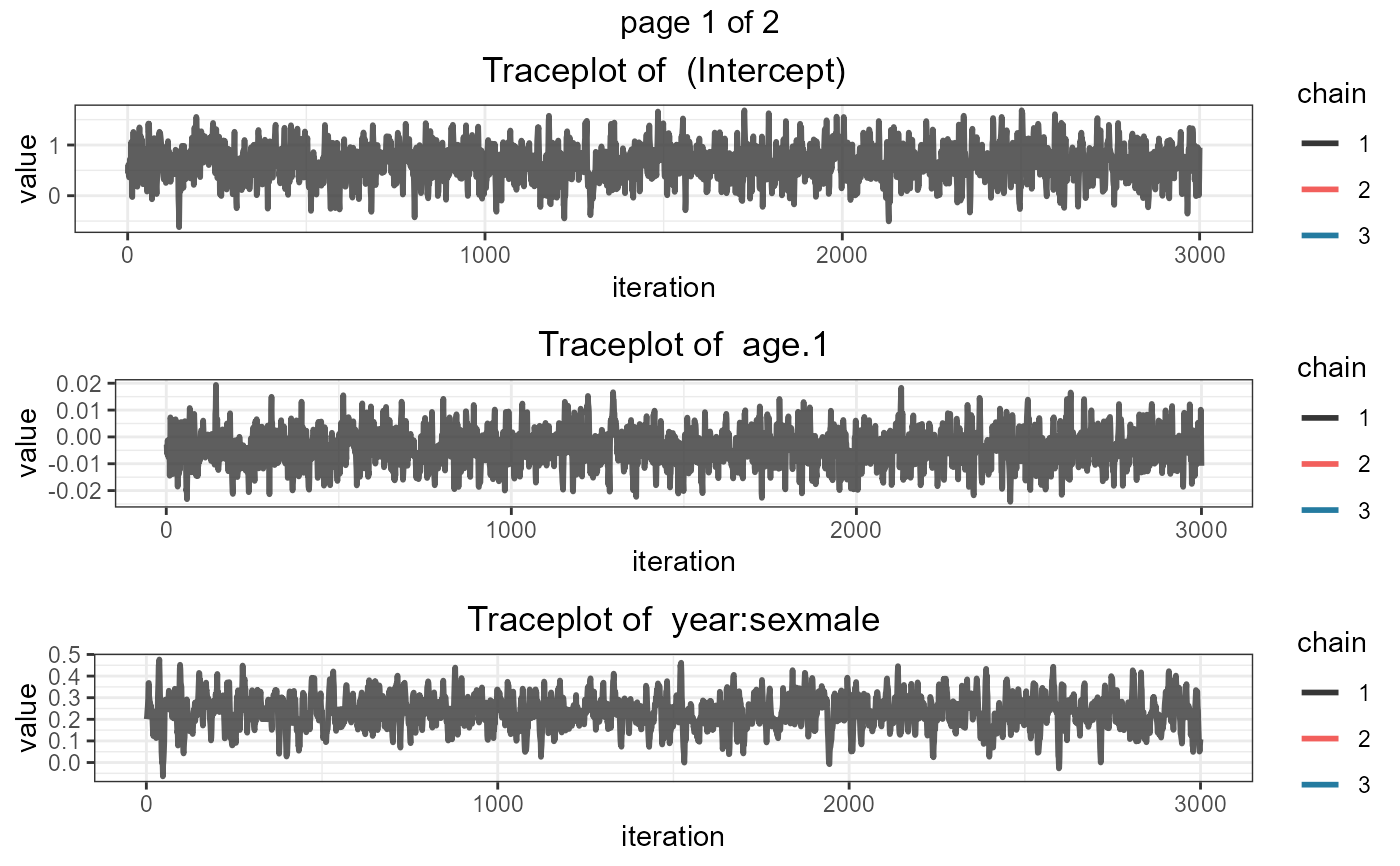 page 1 of 2
Traceplot of  (Intercept)
value
1
0
0 1000 2000 3000
iteration
chain
1
2
3
Traceplot of  age.1
value
0.02
0.01
0.00
-0.01
-0.02
0 1000 2000 3000
iteration
chain
1
2
3
Traceplot of  year:sexmale
value
0.5
0.4
0.3
0.2
0.1
0.0
0 1000 2000 3000
iteration
chain
1
2
3